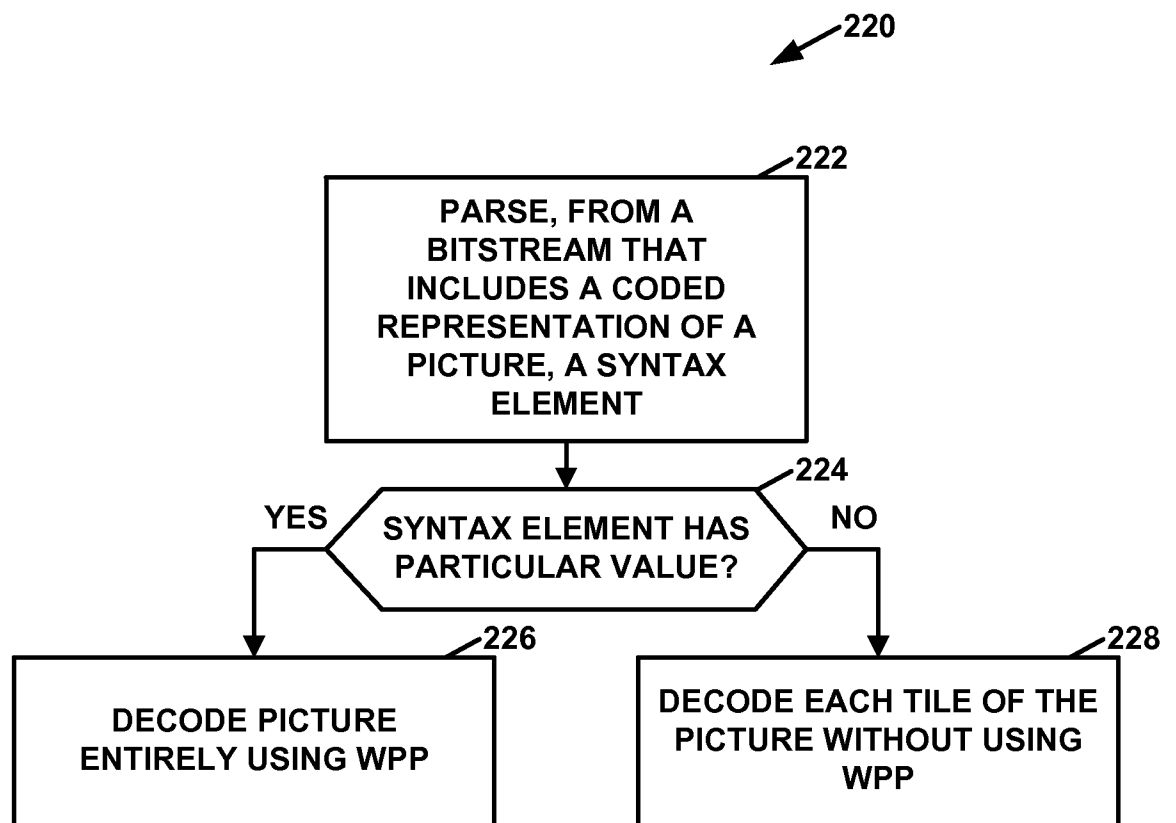 220
222
PARSE, FROM A
BITSTREAM THAT
INCLUDES A CODED
REPRESENTATION OF A
PICTURE, A SYNTAX
ELEMENT
224
YES
SYNTAX ELEMENT HAS
PARTICULAR VALUE?
NO
226
DECODE PICTURE
ENTIRELY USING WPP
228
DECODE EACH TILE OF THE
PICTURE WITHOUT USING
WPP